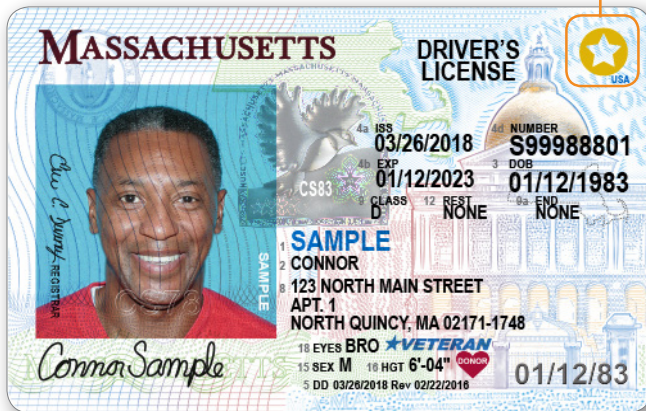 MASSACHUSETTS
DRIVER'S
LICENSE
USA
4a ISS
03/26/2018
4d NUMBER
S99988801
4b EXP
01/12/2023
3 DOB
01/12/1983
9 CLASS
D
12 REST
NONE
9a END
NONE
CS83
1 SAMPLE
2 CONNOR
8 123 NORTH MAIN STREET
APT. 1
NORTH QUINCY, MA 02171-1748
18 EYES BRO VETERAN
15 SEX M 16 HGT 6'-04" DONOR
5 DD 03/26/2018 Rev 02/22/2016
01/12/83
REGISTRAR
SAMPLE
Connor Sample